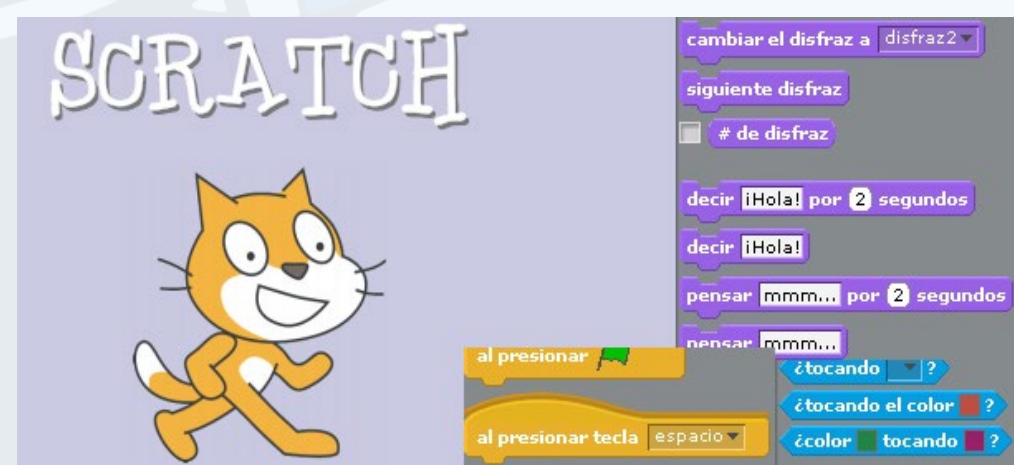 SCRATCH
cambiar el disfraz a disfraz2
siguiente disfraz
# de disfraz
decir ¡Hola! por 2 segundos
decir ¡Hola!
pensar mmm... por 2 segundos
pensar mmm...
al presionar
al presionar tecla espacio
¿tocando ?
¿tocando el color ?
¿color tocando ?